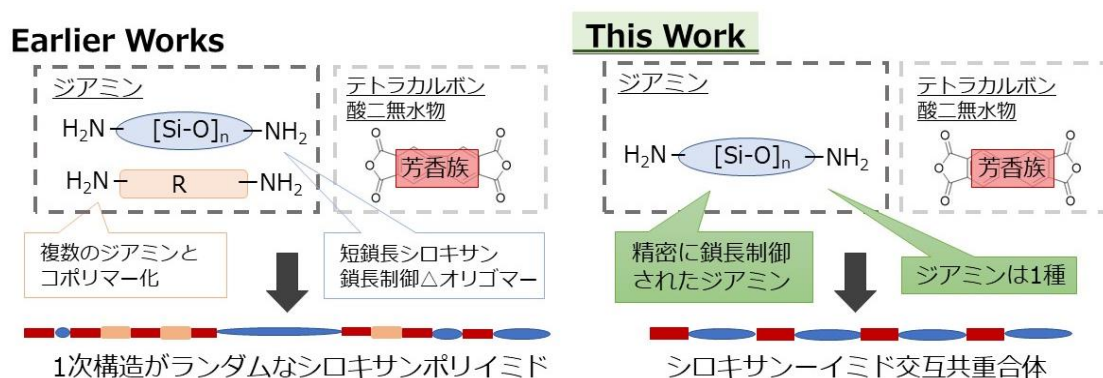 Earlier Works
ジアミン
H₂N [Si-O]ₙ NH₂
H₂N R NH₂
テトラカルボン
酸二無水物
O O
O 芳香族 O
O O
複数のジアミンと
コポリマー化
短鎖長シロキサン
鎖長制御△オリゴマー
1次構造がランダムなシロキサンポリイミド
This Work
ジアミン
H₂N [Si-O]ₙ NH₂
テトラカルボン
酸二無水物
O O
O 芳香族 O
O O
精密に鎖長制御
されたジアミン
ジアミンは1種
シロキサンーイミド交互共重合体